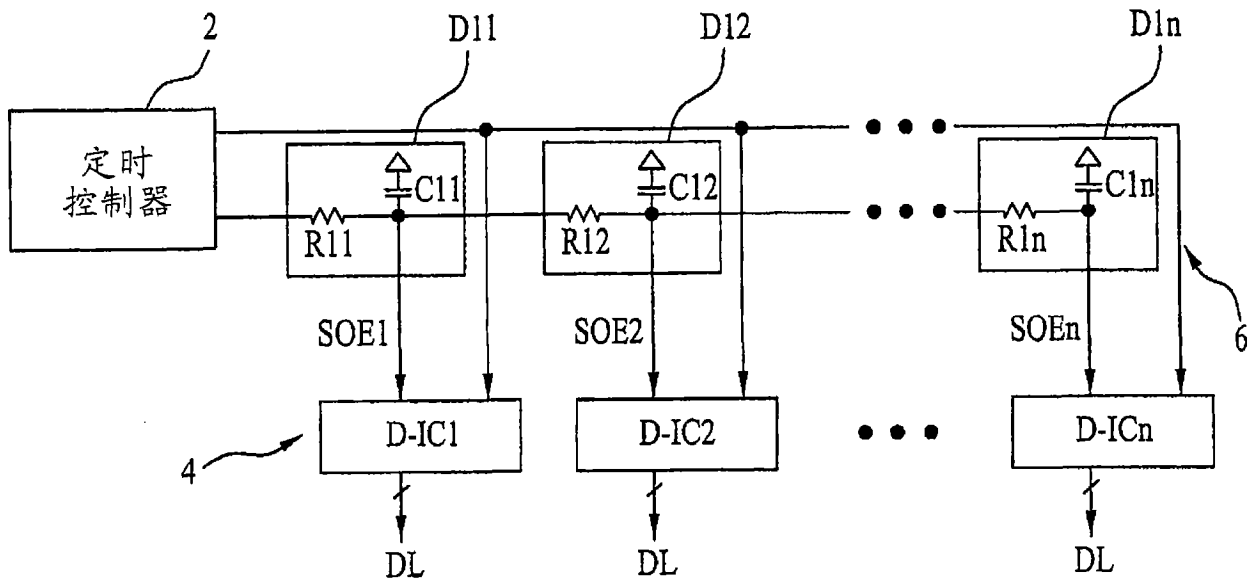 2
D11
D12
D1n
定时
控制器
C11
C12
C1n
R11
R12
R1n
SOE1
SOE2
SOEn
6
D-IC1
D-IC2
D-ICn
4
DL
DL
DL